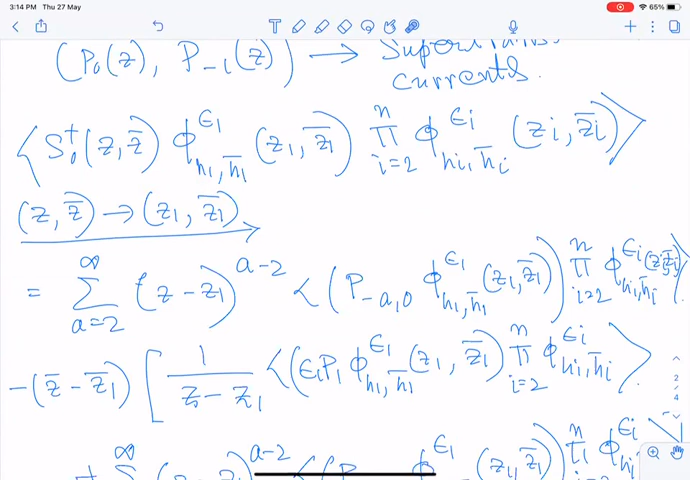 3:14 PM Thu 27 May 65%
(P₀(z), P₋₁(z)) ⟶
currents.
⟨ S₀⁺(z, z̄) ϕ^{ε₁}_{h₁, h̄₁}(z₁, z̄₁) ∏_{i=2}^{n} ϕ^{εi}_{hi, h̄i}(zi, z̄i) ⟩
(z, z̄) → (z₁, z̄₁)
= ∑_{a=2}^{∞} (z − z₁)^{a−2} ⟨ (P₋ₐ,₀ ϕ^{ε₁}_{h₁, h̄₁}(z₁, z̄₁)) ∏_{i=2}^{n} ϕ^{εi}_{hi, h̄i}(zi, z̄i) ⟩
−(z̄ − z̄₁) [ 1/(z − z₁) ⟨ (ε₁P₁ ϕ^{ε₁}_{h₁, h̄₁}(z₁, z̄₁) ∏_{i=2}^{n} ϕ^{εi}_{hi, h̄i} ⟩
2 / 4